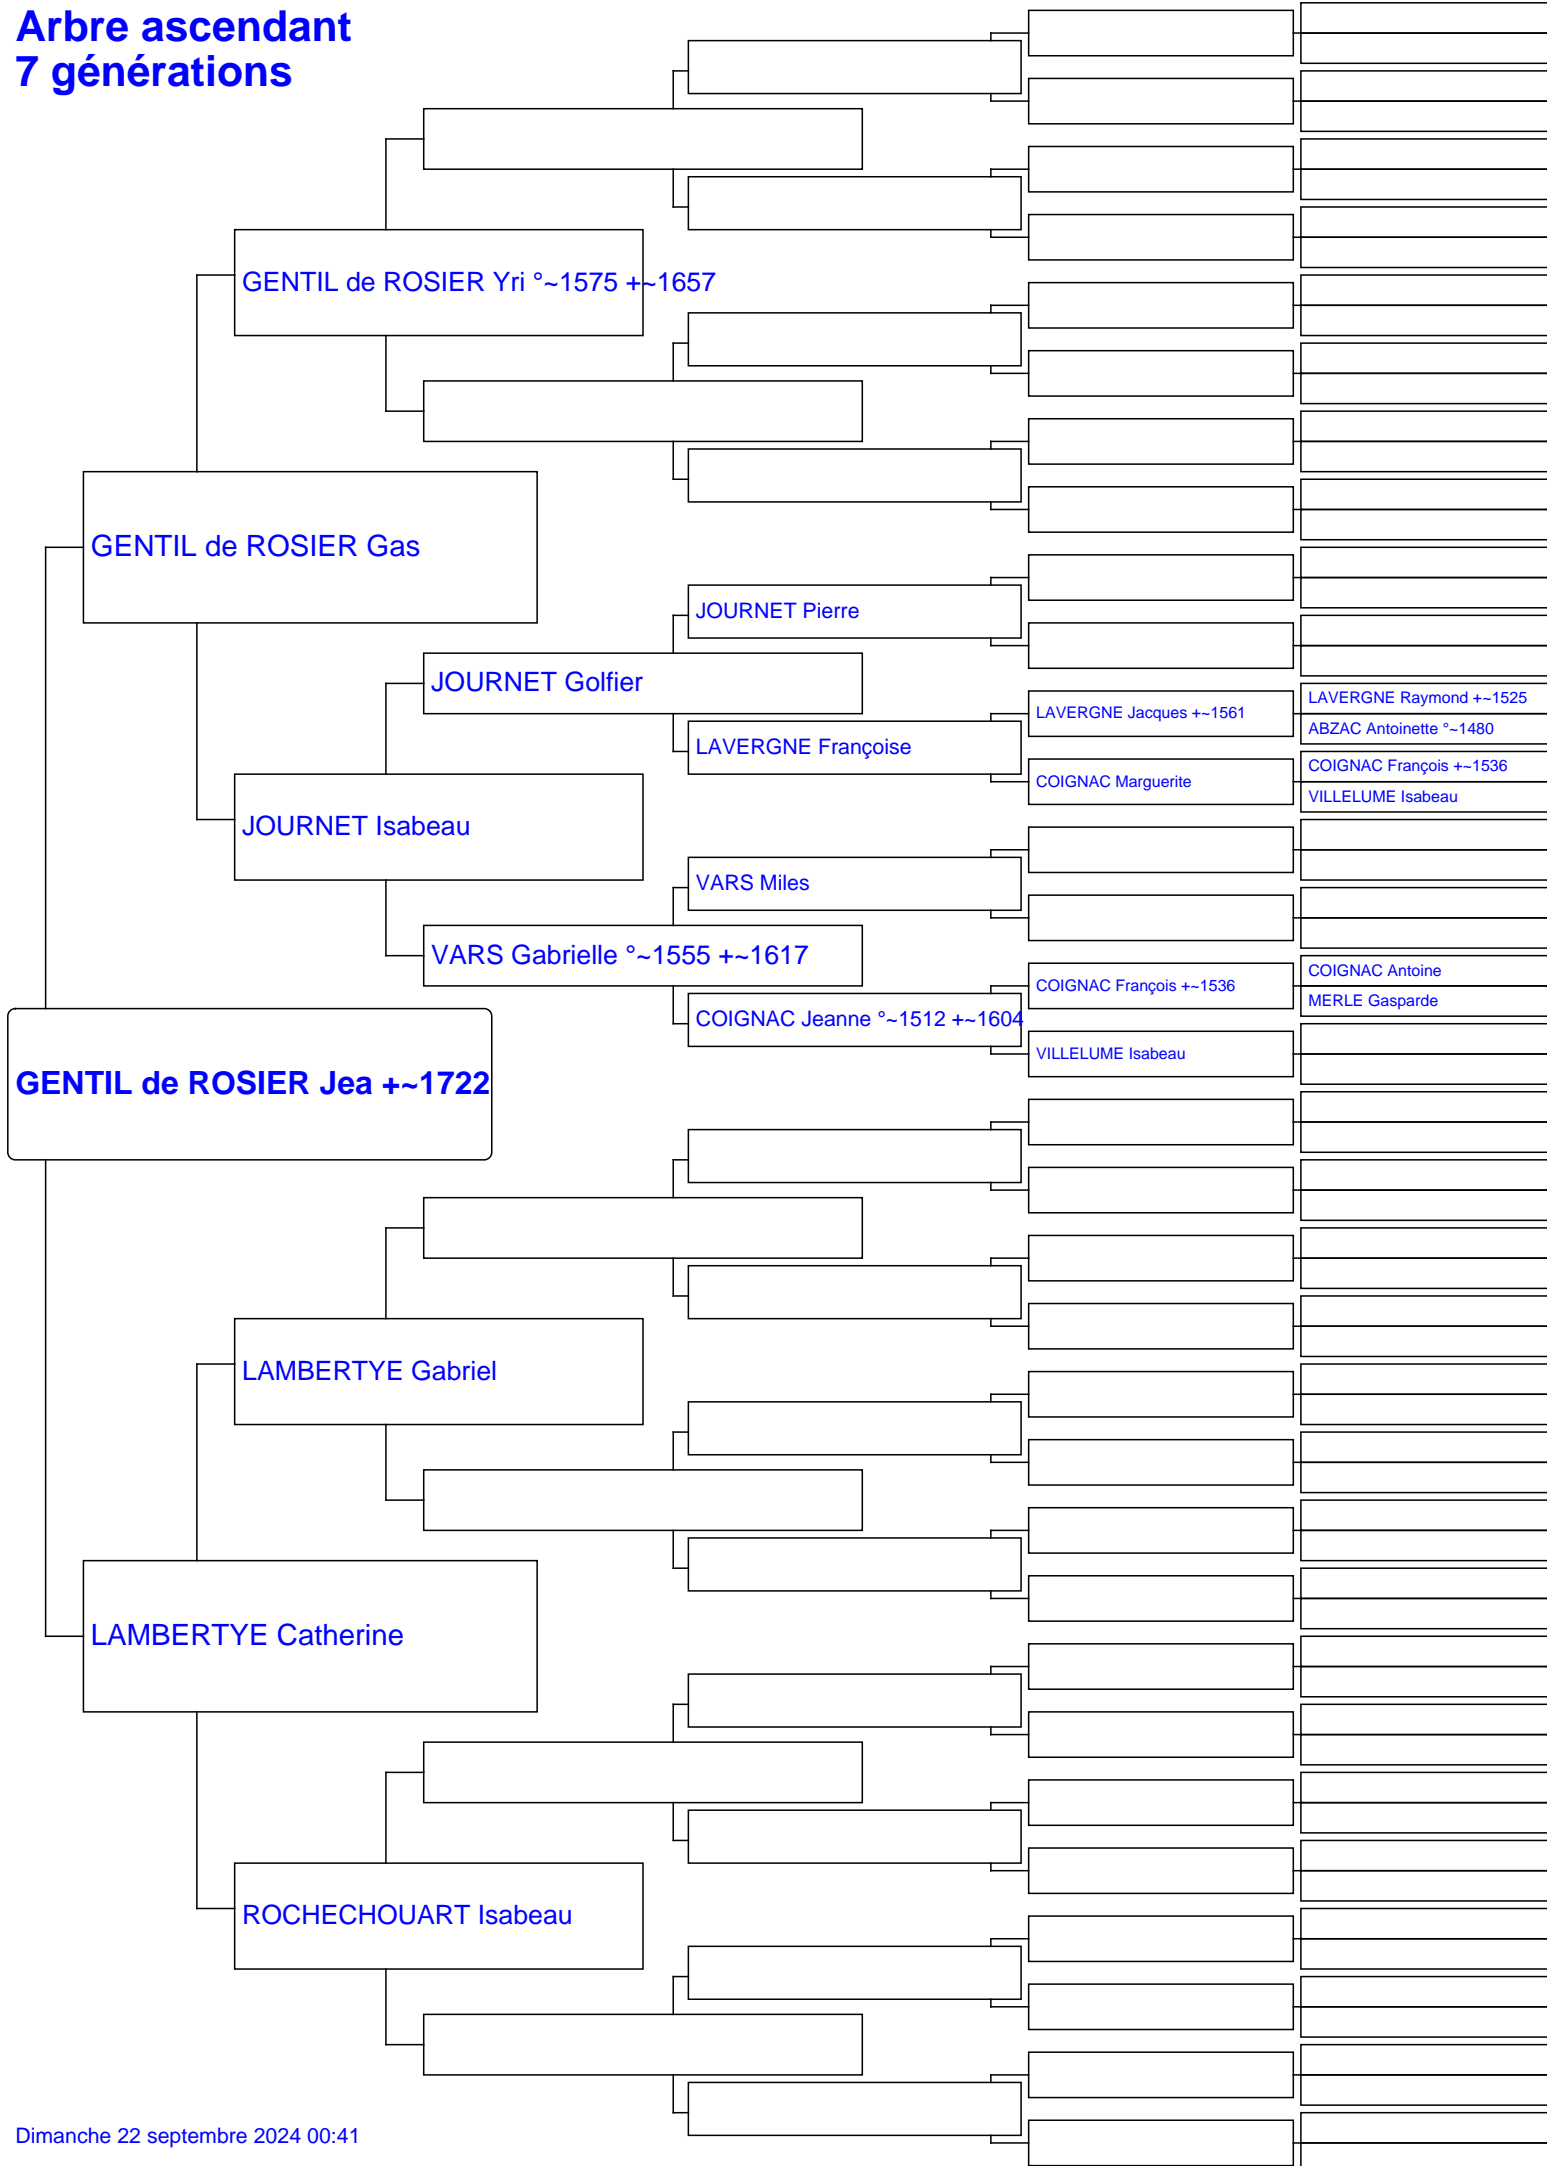 Arbre ascendant
7 générations
GENTIL de ROSIER Yri °~1575 +~1657
GENTIL de ROSIER Gas
JOURNET Pierre
JOURNET Golfier
LAVERGNE Jacques +~1561
LAVERGNE Raymond +~1525
ABZAC Antoinette °~1480
LAVERGNE Françoise
COIGNAC Marguerite
COIGNAC François +~1536
VILLELUME Isabeau
JOURNET Isabeau
VARS Miles
VARS Gabrielle °~1555 +~1617
COIGNAC François +~1536
COIGNAC Antoine
MERLE Gasparde
COIGNAC Jeanne °~1512 +~1604
VILLELUME Isabeau
GENTIL de ROSIER Jea +~1722
LAMBERTYE Gabriel
LAMBERTYE Catherine
ROCHECHOUART Isabeau
Dimanche 22 septembre 2024 00:41